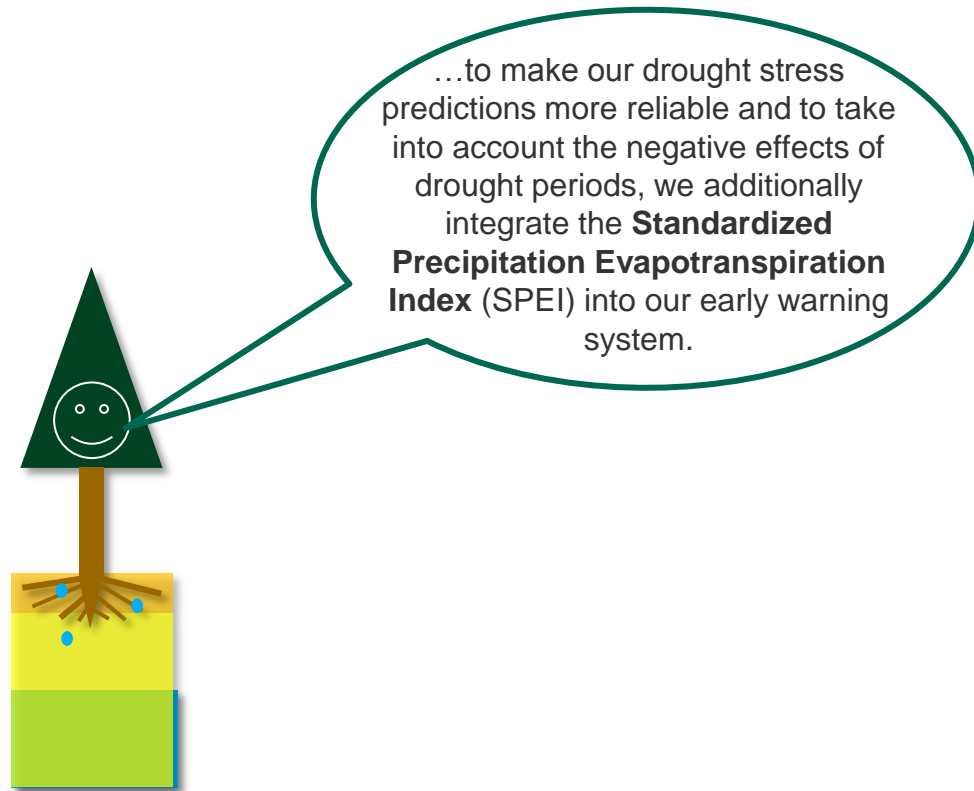 …to make our drought stress
predictions more reliable and to take
into account the negative effects of
drought periods, we additionally
integrate the Standardized
Precipitation Evapotranspiration
Index (SPEI) into our early warning
system.